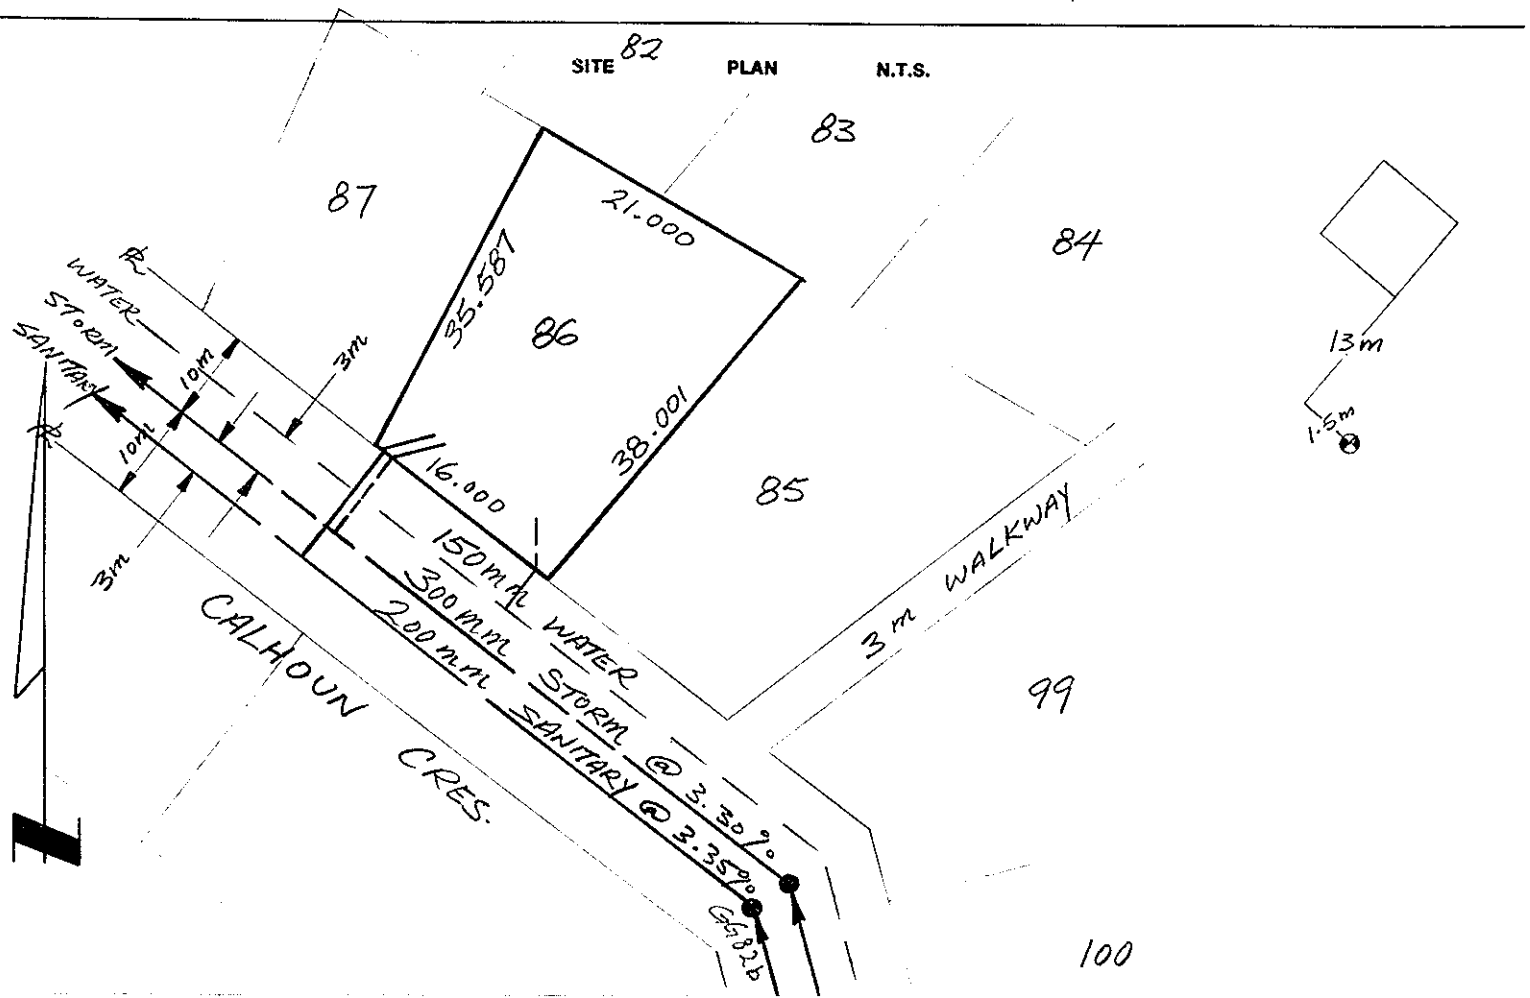 82
SITE PLAN N.T.S.
83
87
21.000
84
35.587
86
WATER
STORM
SANITARY
10m
3m
13m
1.5m
10m
38.001
16.000
85
3m
150mm WATER
300mm STORM @ 3.30%
200mm SANITARY @ 3.35%
3m WALKWAY
CALHOUN CRES.
99
GG82b
100